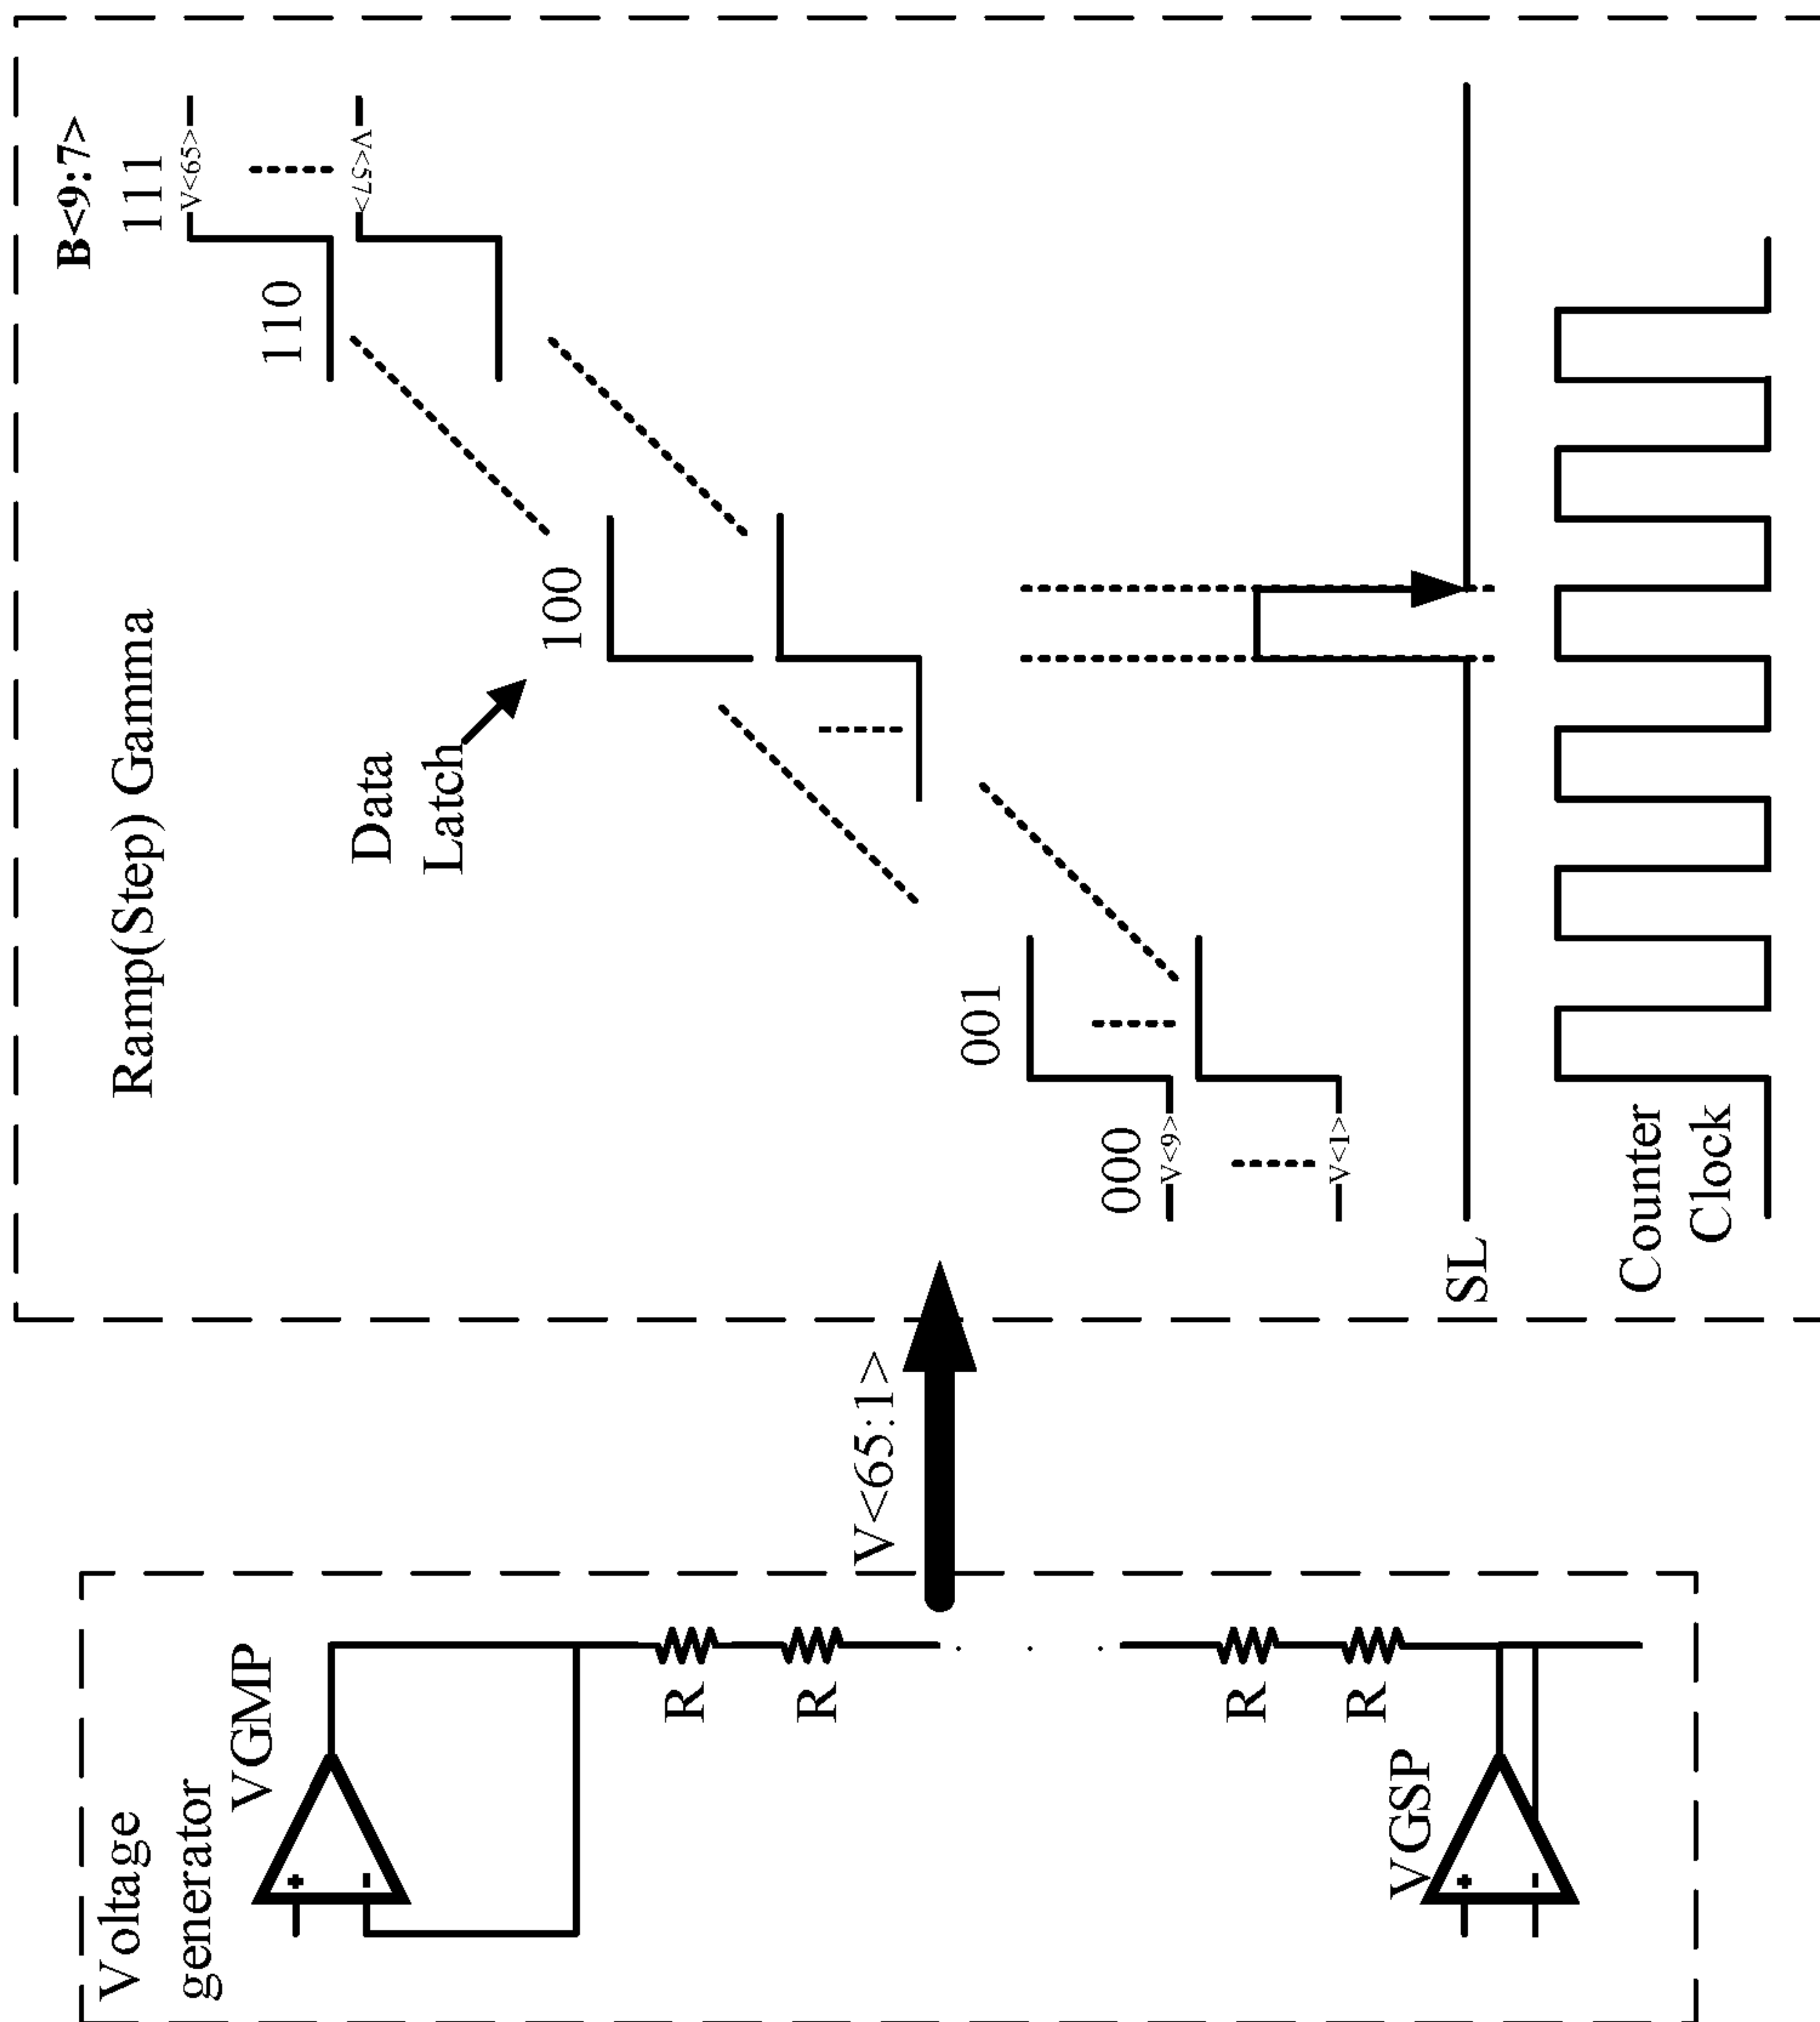 Voltage
generator
VGMP
+
-
R
R
R
R
VGSP
+
-
V<65:1>
Ramp(Step) Gamma
B<9:7>
111
V<65>
V<57>
110
100
Data
Latch
001
000
V<9>
V<1>
SL
Counter
Clock